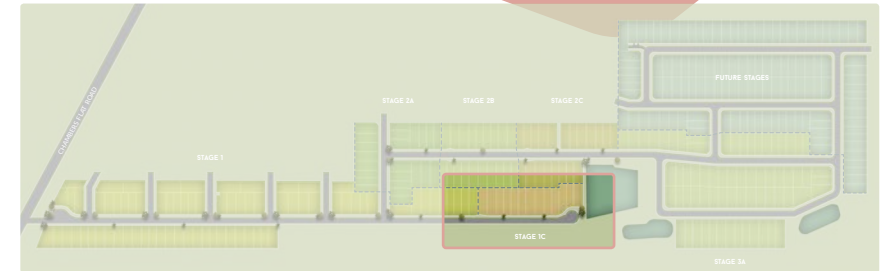 FUTURE STAGES
STAGE 2A
STAGE 2B
STAGE 2C
CHAMBERS FLAT ROAD
STAGE 1
STAGE 1C
STAGE 3A